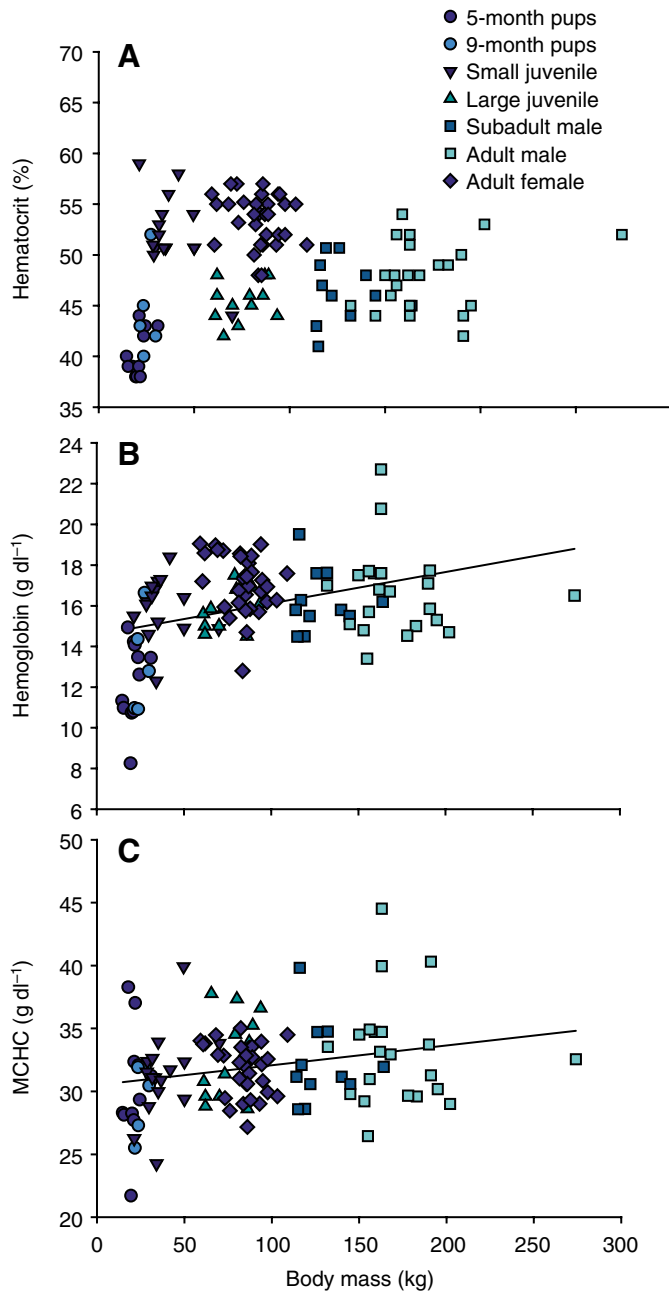 5-month pups
9-month pups
Small juvenile
Large juvenile
Subadult male
Adult male
Adult female
A
70
65
60
55
50
45
40
35
Hematocrit (%)
B
24
22
20
18
16
14
12
10
8
6
Hemoglobin (g dl⁻¹)
C
50
45
40
35
30
25
20
MCHC (g dl⁻¹)
0 50 100 150 200 250 300
Body mass (kg)